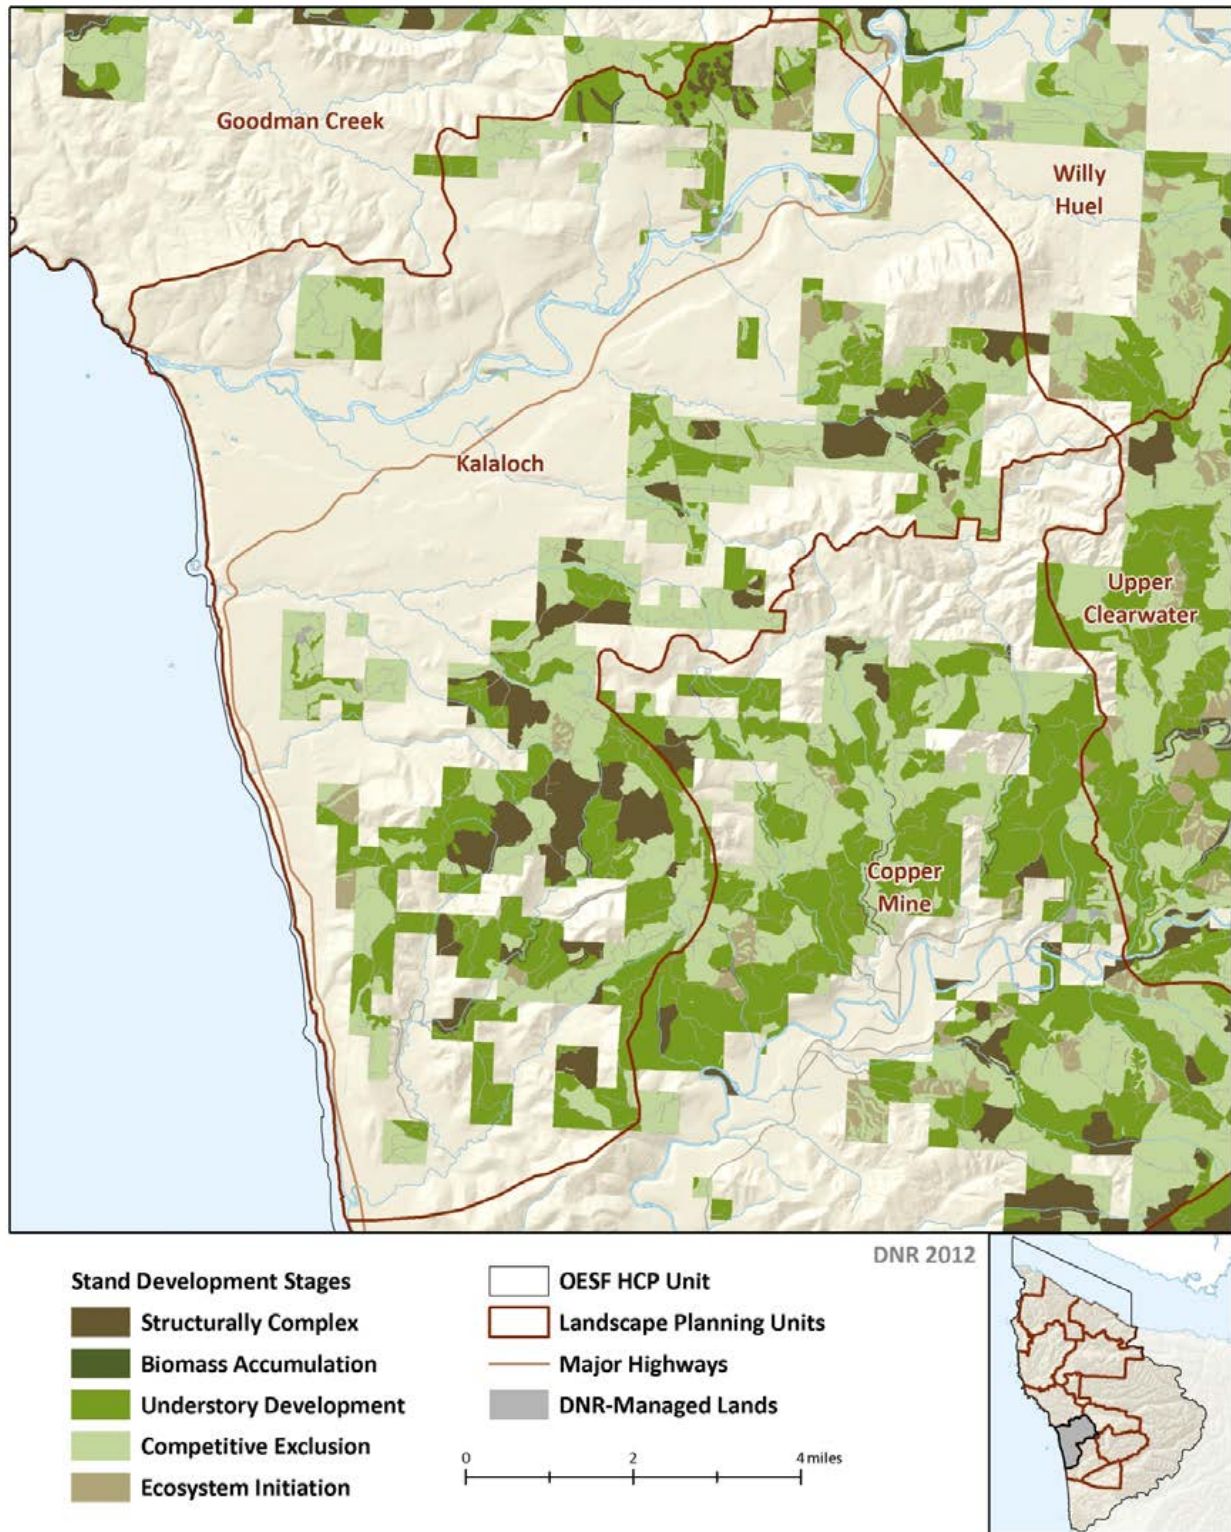 Goodman Creek
Willy
Huel
Kalaloch
Upper
Clearwater
Copper
Mine
DNR 2012
Stand Development Stages
Structurally Complex
Biomass Accumulation
Understory Development
Competitive Exclusion
Ecosystem Initiation
OESF HCP Unit
Landscape Planning Units
Major Highways
DNR-Managed Lands
0 2 4 miles